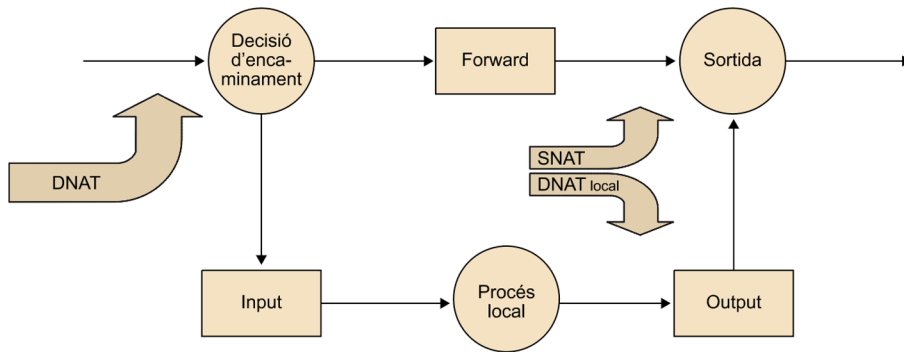 Decisió
d'enca-
minament
Forward
Sortida
DNAT
SNAT
DNAT local
Input
Procés
local
Output